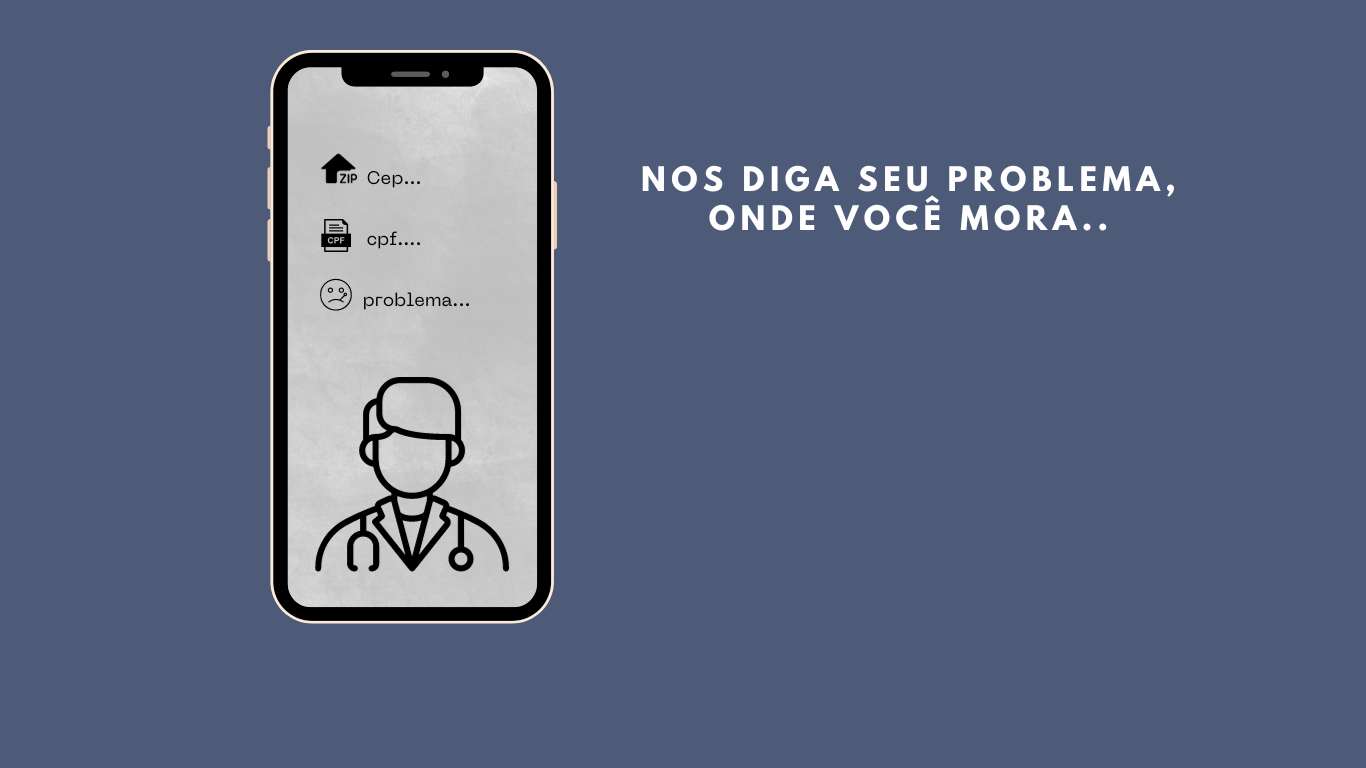 ZIP Cep...
CPF cpf....
problema...
NOS DIGA SEU PROBLEMA,
ONDE VOCÊ MORA..